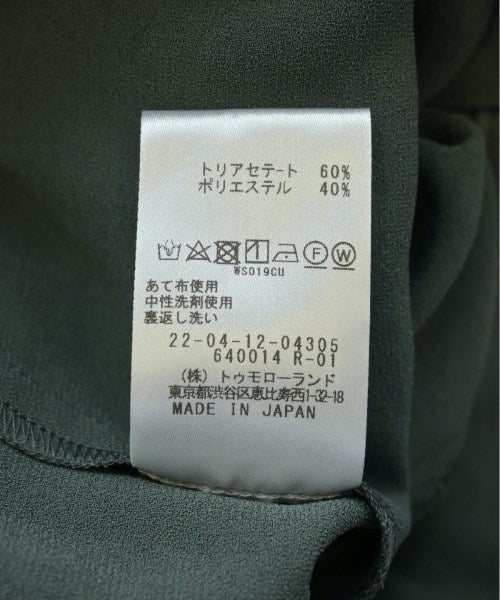 トリアセテ-ト 60%
ポリエステル 40%
F W
WS019CU
あて布使用
中性洗剤使用
裏返し洗い
22-04-12-04305
640014 R-01
(株) トゥモローランド
東京都渋谷区恵比寿西1-32-18
MADE IN JAPAN